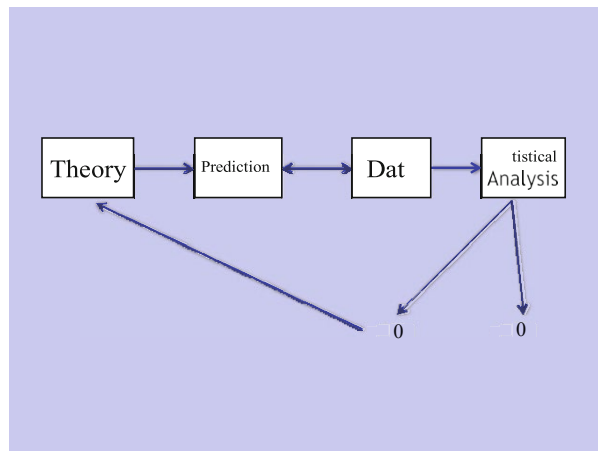 Theory
Prediction
Dat
tistical
Analysis
0
0